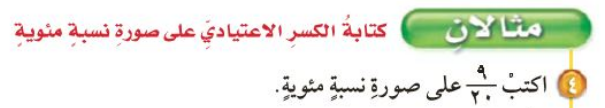 مثالان كتابةُ الكسرِ الاعتياديِّ على صورةِ نسبةٍ مئويةٍ
٤ اكتبْ ٩/٢٠ على صورةِ نسبةٍ مئويةٍ.